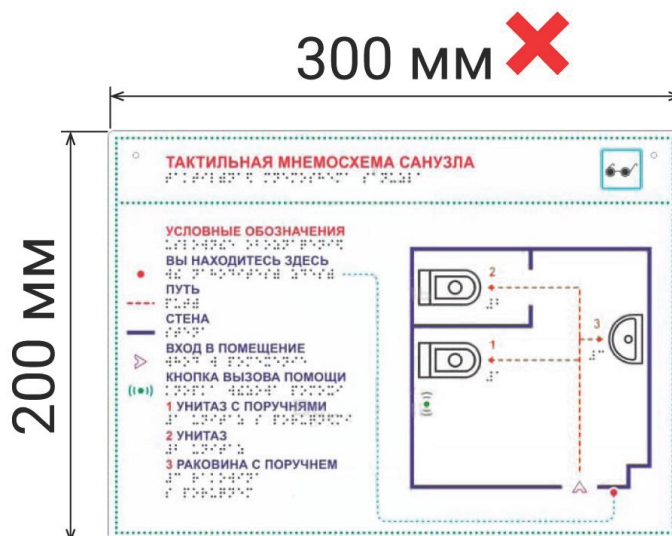 300 мм
200 мм
ТАКТИЛЬНАЯ МНЕМОСХЕМА САНУЗЛА
УСЛОВНЫЕ ОБОЗНАЧЕНИЯ
ВЫ НАХОДИТЕСЬ ЗДЕСЬ
ПУТЬ
СТЕНА
ВХОД В ПОМЕЩЕНИЕ
КНОПКА ВЫЗОВА ПОМОЩИ
1 УНИТАЗ С ПОРУЧНЯМИ
2 УНИТАЗ
3 РАКОВИНА С ПОРУЧНЕМ
2
3
1